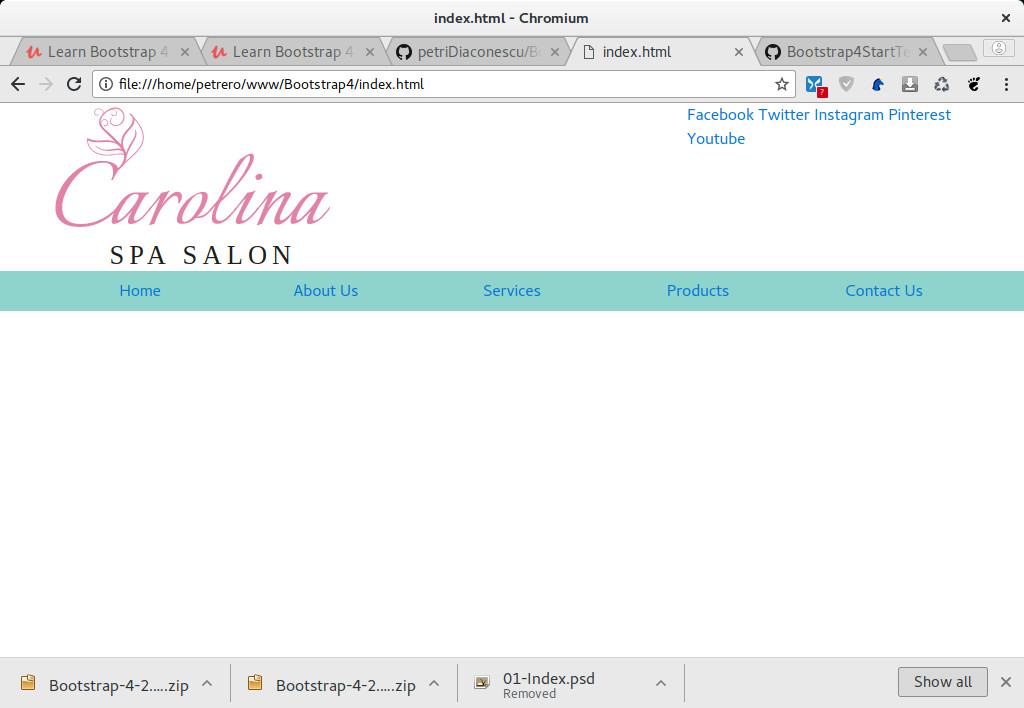 index.html - Chromium
Learn Bootstrap 4
Learn Bootstrap 4
petriDiaconescu/B
index.html
Bootstrap4StartTe
file:///home/petrero/www/Bootstrap4/index.html
?
Facebook Twitter Instagram Pinterest
Youtube
Carolina
SPA SALON
Home
About Us
Services
Products
Contact Us
Bootstrap-4-2.....zip
Bootstrap-4-2.....zip
01-Index.psd
Removed
Show all